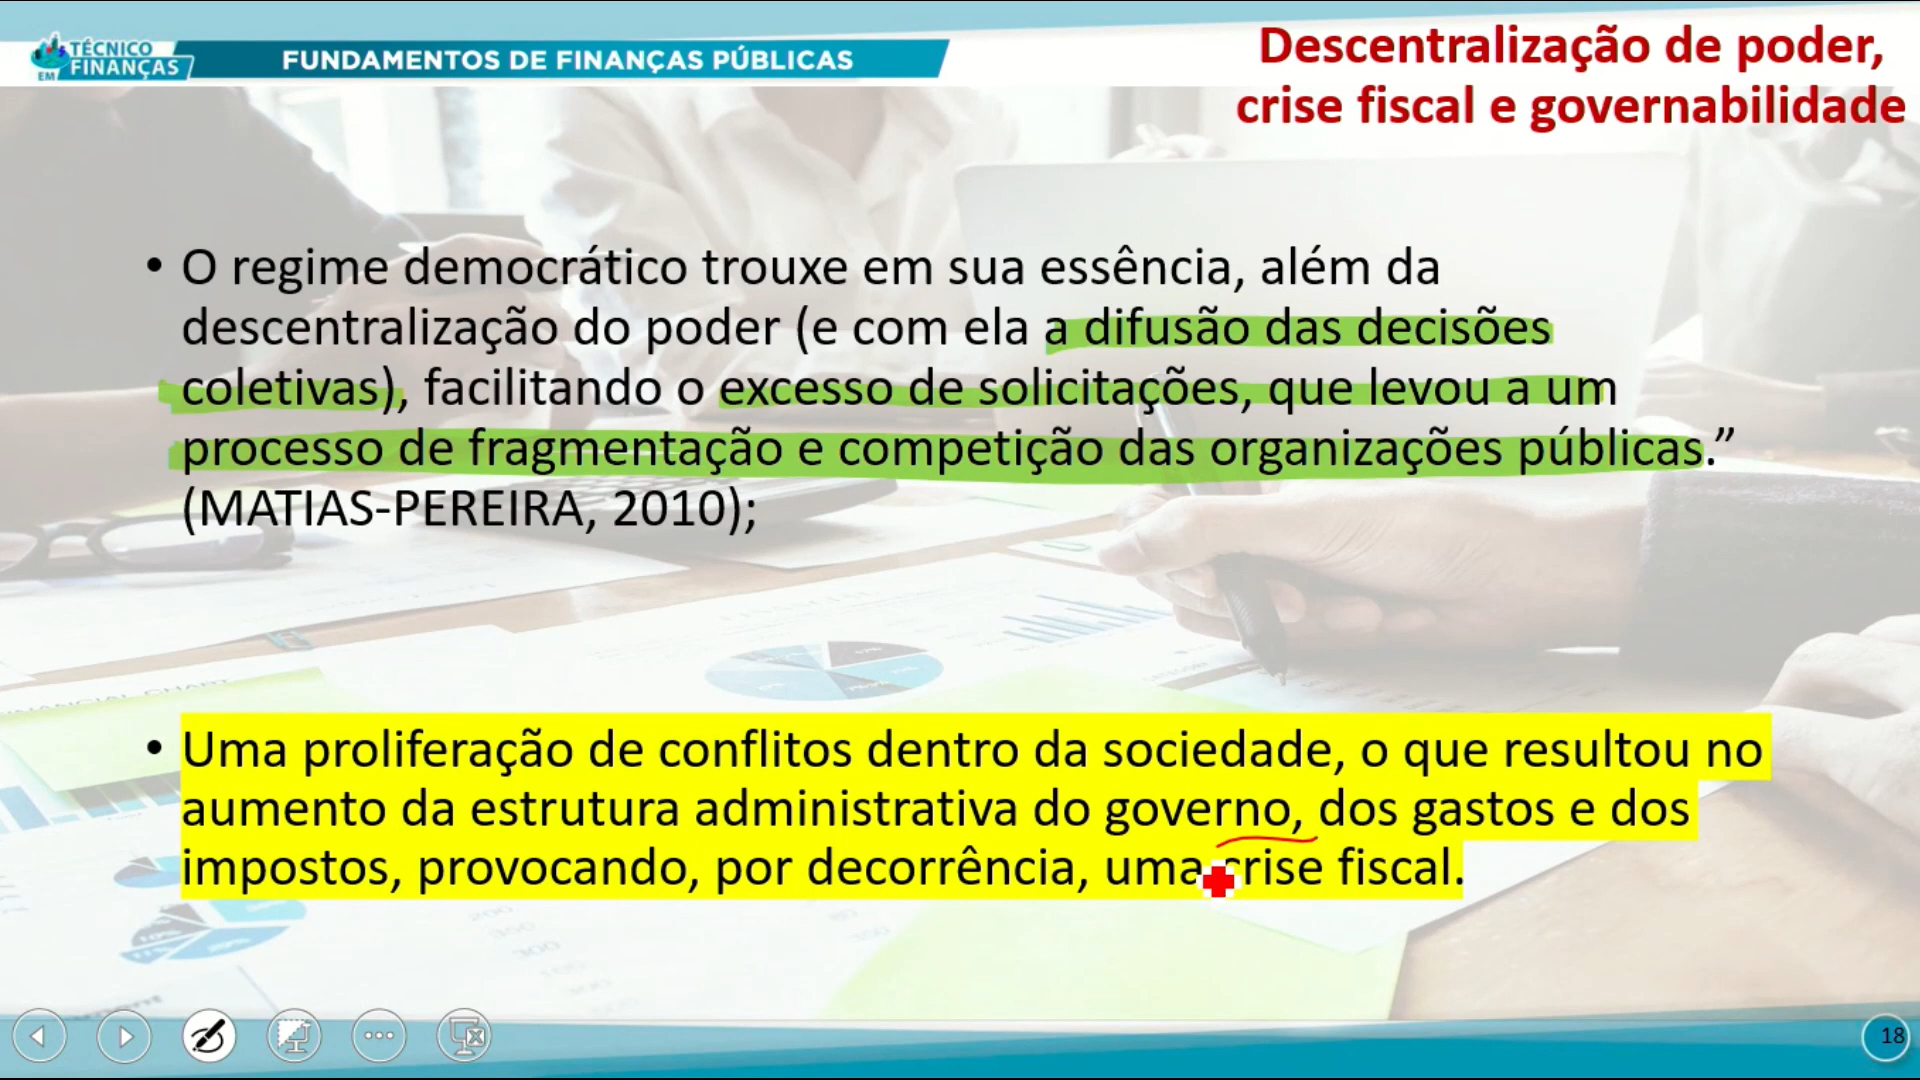 TÉCNICO
EM FINANÇAS
FUNDAMENTOS DE FINANÇAS PÚBLICAS
Descentralização de poder,
crise fiscal e governabilidade
• O regime democrático trouxe em sua essência, além da
descentralização do poder (e com ela a difusão das decisões
coletivas), facilitando o excesso de solicitações, que levou a um
processo de fragmentação e competição das organizações públicas.”
(MATIAS-PEREIRA, 2010);
• Uma proliferação de conflitos dentro da sociedade, o que resultou no
aumento da estrutura administrativa do governo, dos gastos e dos
impostos, provocando, por decorrência, uma crise fiscal.
18